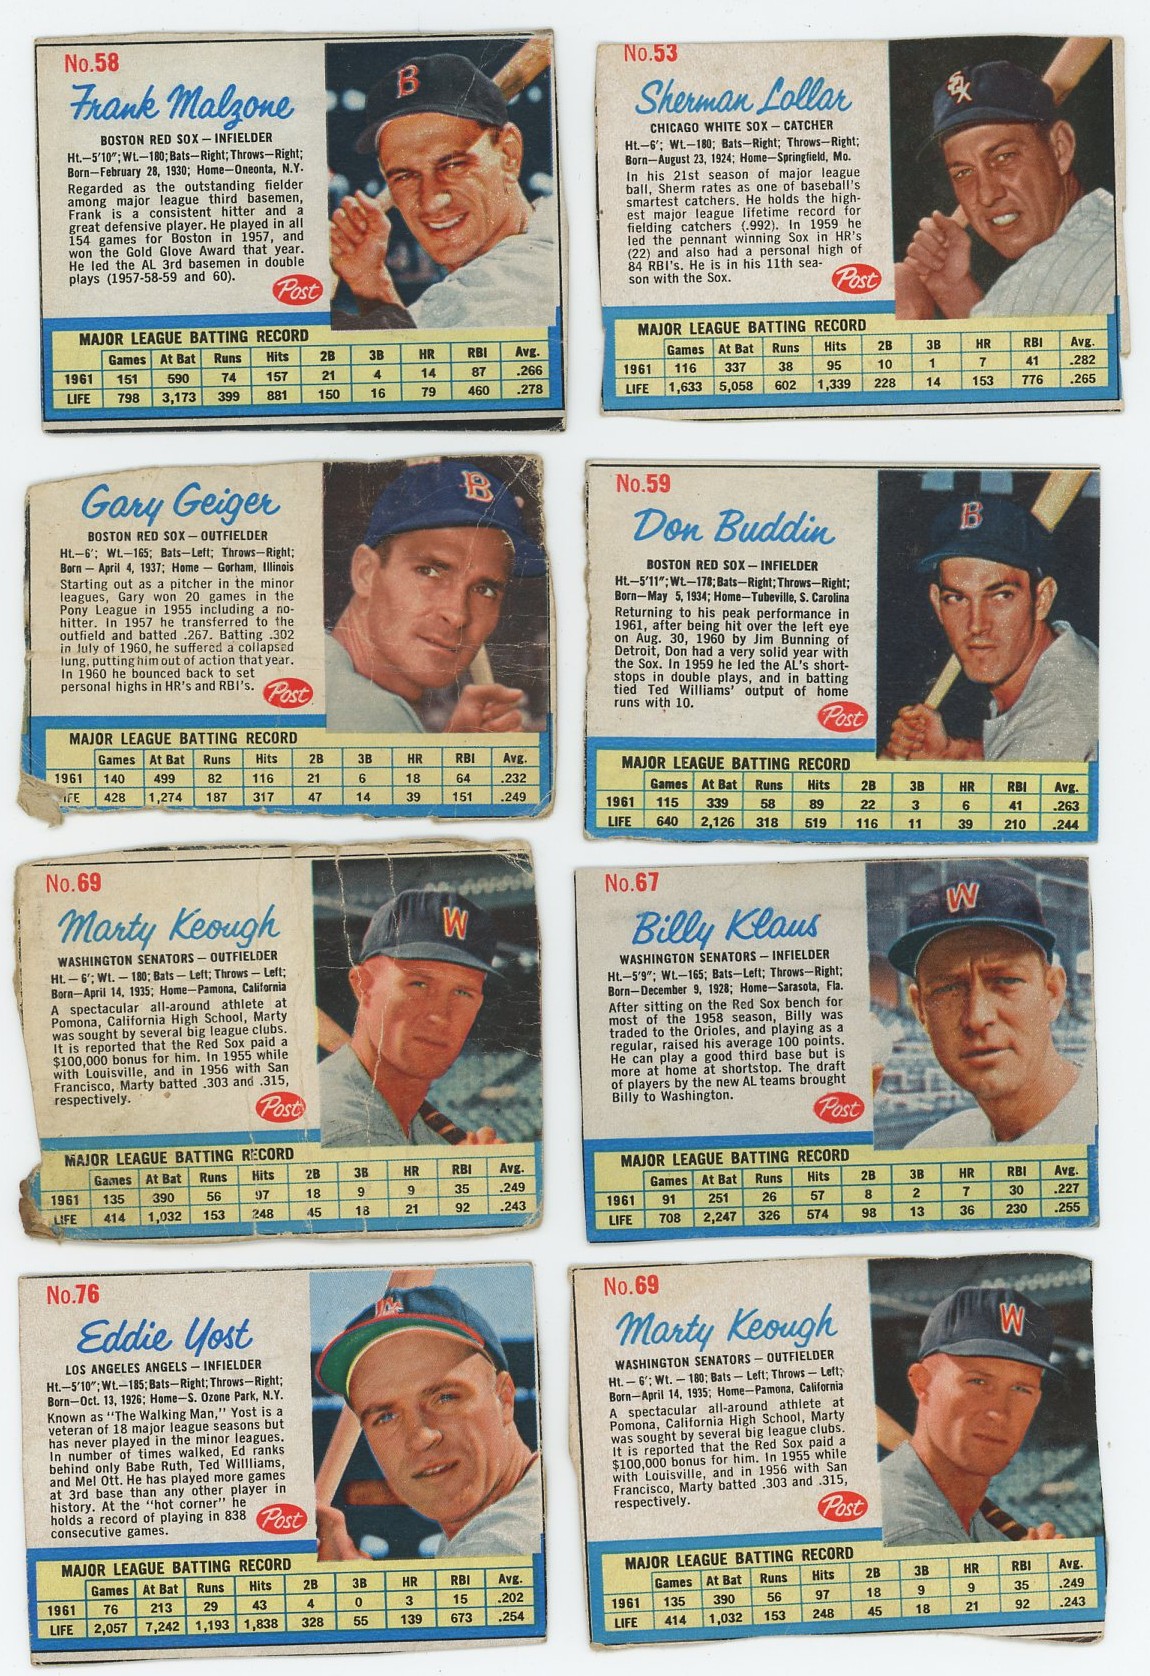 No.58
Frank Malzone
BOSTON RED SOX — INFIELDER
Ht.—5'10"; Wt.—180; Bats—Right; Throws—Right;
Born—February 28, 1930; Home—Oneonta, N.Y.
Regarded as the outstanding fielder
among major league third basemen,
Frank is a consistent hitter and a
great defensive player. He played in all
154 games for Boston in 1957, and
won the Gold Glove Award that year.
He led the AL 3rd basemen in double
plays (1957-58-59 and 60).
Post
B
MAJOR LEAGUE BATTING RECORD
Games At Bat Runs Hits 2B 3B HR RBI Avg.
1961 151 590 74 157 21 4 14 87 .266
LIFE 798 3,173 399 881 150 16 79 460 .278
No.53
Sherman Lollar
CHICAGO WHITE SOX — CATCHER
Ht.—6'; Wt.—180; Bats—Right; Throws—Right;
Born—August 23, 1924; Home—Springfield, Mo.
In his 21st season of major league
ball, Sherm rates as one of baseball's
smartest catchers. He holds the high-
est major league lifetime record for
fielding catchers (.992). In 1959 he
led the pennant winning Sox in HR's
(22) and also had a personal high of
84 RBI's. He is in his 11th sea-
son with the Sox.
Post
SOX
MAJOR LEAGUE BATTING RECORD
Games At Bat Runs Hits 2B 3B HR RBI Avg.
1961 116 337 38 95 10 1 7 41 .282
LIFE 1,633 5,058 602 1,339 228 14 153 776 .265
Gary Geiger
BOSTON RED SOX — OUTFIELDER
Ht.—6'; Wt.—165; Bats—Left; Throws—Right;
Born — April 4, 1937; Home — Gorham, Illinois
Starting out as a pitcher in the minor
leagues, Gary won 20 games in the
Pony League in 1955 including a no-
hitter. In 1957 he transferred to the
outfield and batted .267. Batting .302
in July of 1960, he suffered a collapsed
lung, putting him out of action that year.
In 1960 he bounced back to set
personal highs in HR's and RBI's.
Post
B
MAJOR LEAGUE BATTING RECORD
Games At Bat Runs Hits 2B 3B HR RBI Avg.
1961 140 499 82 116 21 6 18 64 .232
IFE 428 1,274 187 317 47 14 39 151 .249
No.59
Don Buddin
BOSTON RED SOX — INFIELDER
Ht.—5'11"; Wt.—178; Bats—Right; Throws—Right;
Born—May 5, 1934; Home—Tubeville, S. Carolina
Returning to his peak performance in
1961, after being hit over the left eye
on Aug. 30, 1960 by Jim Bunning of
Detroit, Don had a very solid year with
the Sox. In 1959 he led the AL's short-
stops in double plays, and in batting
tied Ted Williams' output of home
runs with 10.
Post
B
MAJOR LEAGUE BATTING RECORD
Games At Bat Runs Hits 2B 3B HR RBI Avg.
1961 115 339 58 89 22 3 6 41 .263
LIFE 640 2,126 318 519 116 11 39 210 .244
No.69
Marty Keough
WASHINGTON SENATORS — OUTFIELDER
Ht. — 6'; Wt. — 180; Bats — Left; Throws — Left;
Born—April 14, 1935; Home—Pamona, California
A spectacular all-around athlete at
Pomona, California High School, Marty
was sought by several big league clubs.
It is reported that the Red Sox paid a
$100,000 bonus for him. In 1955 while
with Louisville, and in 1956 with San
Francisco, Marty batted .303 and .315,
respectively.
Post
W
MAJOR LEAGUE BATTING RECORD
Games At Bat Runs Hits 2B 3B HR RBI Avg.
1961 135 390 56 97 18 9 9 35 .249
LIFE 414 1,032 153 248 45 18 21 92 .243
No.67
Billy Klaus
WASHINGTON SENATORS — INFIELDER
Ht.—5'9"; Wt.—165; Bats—Left; Throws—Right;
Born—December 9, 1928; Home—Sarasota, Fla.
After sitting on the Red Sox bench for
most of the 1958 season, Billy was
traded to the Orioles, and playing as a
regular, raised his average 100 points.
He can play a good third base but is
more at home at shortstop. The draft
of players by the new AL teams brought
Billy to Washington.
Post
W
MAJOR LEAGUE BATTING RECORD
Games At Bat Runs Hits 2B 3B HR RBI Avg.
1961 91 251 26 57 8 2 7 30 .227
LIFE 708 2,247 326 574 98 13 36 230 .255
No.76
Eddie Yost
LOS ANGELES ANGELS — INFIELDER
Ht.—5'10"; Wt.—185; Bats—Right; Throws—Right;
Born—Oct. 13, 1926; Home—S. Ozone Park, N.Y.
Known as "The Walking Man," Yost is a
veteran of 18 major league seasons but
has never played in the minor leagues.
In number of times walked, Ed ranks
behind only Babe Ruth, Ted Willliams,
and Mel Ott. He has played more games
at 3rd base than any other player in
history. At the "hot corner" he
holds a record of playing in 838
consecutive games.
Post
LA
MAJOR LEAGUE BATTING RECORD
Games At Bat Runs Hits 2B 3B HR RBI Avg.
1961 76 213 29 43 4 0 3 15 .202
LIFE 2,057 7,242 1,193 1,838 328 55 139 673 .254
No.69
Marty Keough
WASHINGTON SENATORS — OUTFIELDER
Ht. — 6'; Wt. — 180; Bats — Left; Throws — Left;
Born—April 14, 1935; Home—Pamona, California
A spectacular all-around athlete at
Pomona, California High School, Marty
was sought by several big league clubs.
It is reported that the Red Sox paid a
$100,000 bonus for him. In 1955 while
with Louisville, and in 1956 with San
Francisco, Marty batted .303 and .315,
respectively.
Post
W
MAJOR LEAGUE BATTING RECORD
Games At Bat Runs Hits 2B 3B HR RBI Avg.
1961 135 390 56 97 18 9 9 35 .249
LIFE 414 1,032 153 248 45 18 21 92 .243